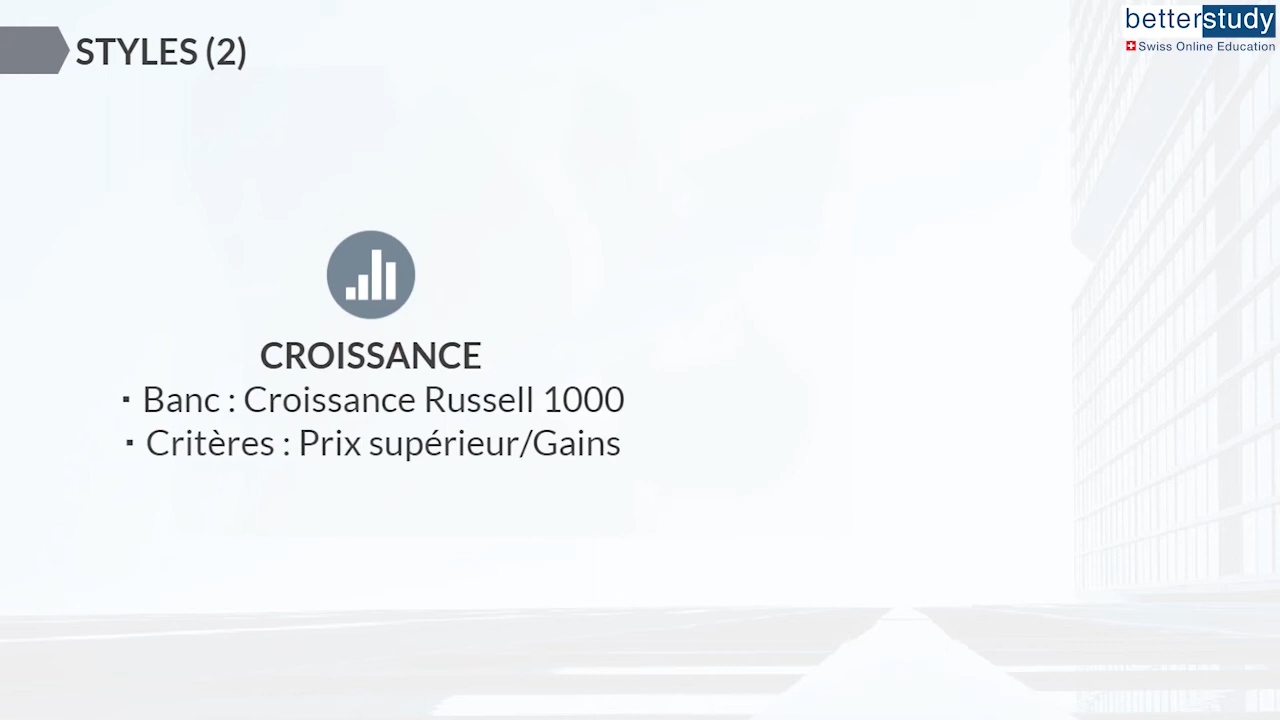 betterstudy
Swiss Online Education
STYLES (2)
CROISSANCE
▪ Banc : Croissance Russell 1000
▪ Critères : Prix supérieur/Gains